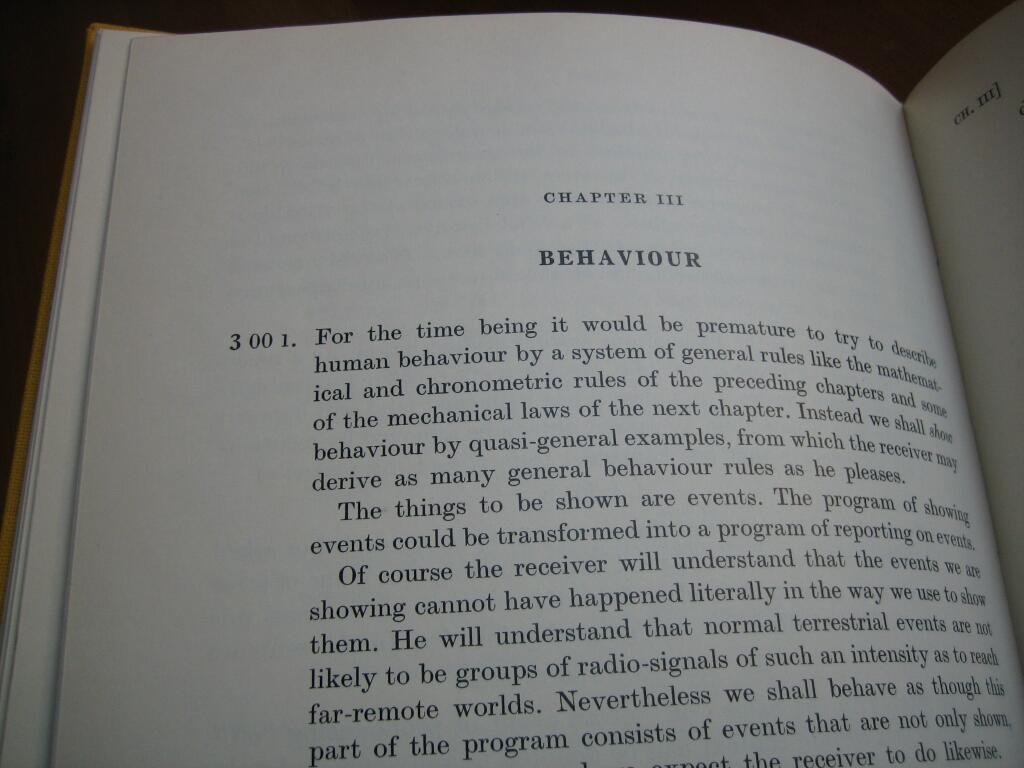 CH. III]
CHAPTER III
BEHAVIOUR
3 00 1. For the time being it would be premature to try to describe
human behaviour by a system of general rules like the mathemat-
ical and chronometric rules of the preceding chapters and some
of the mechanical laws of the next chapter. Instead we shall show
behaviour by quasi-general examples, from which the receiver may
derive as many general behaviour rules as he pleases.
The things to be shown are events. The program of showing
events could be transformed into a program of reporting on events.
Of course the receiver will understand that the events we are
showing cannot have happened literally in the way we use to show
them. He will understand that normal terrestrial events are not
likely to be groups of radio-signals of such an intensity as to reach
far-remote worlds. Nevertheless we shall behave as though this
part of the program consists of events that are not only shown,
expect the receiver to do likewise.